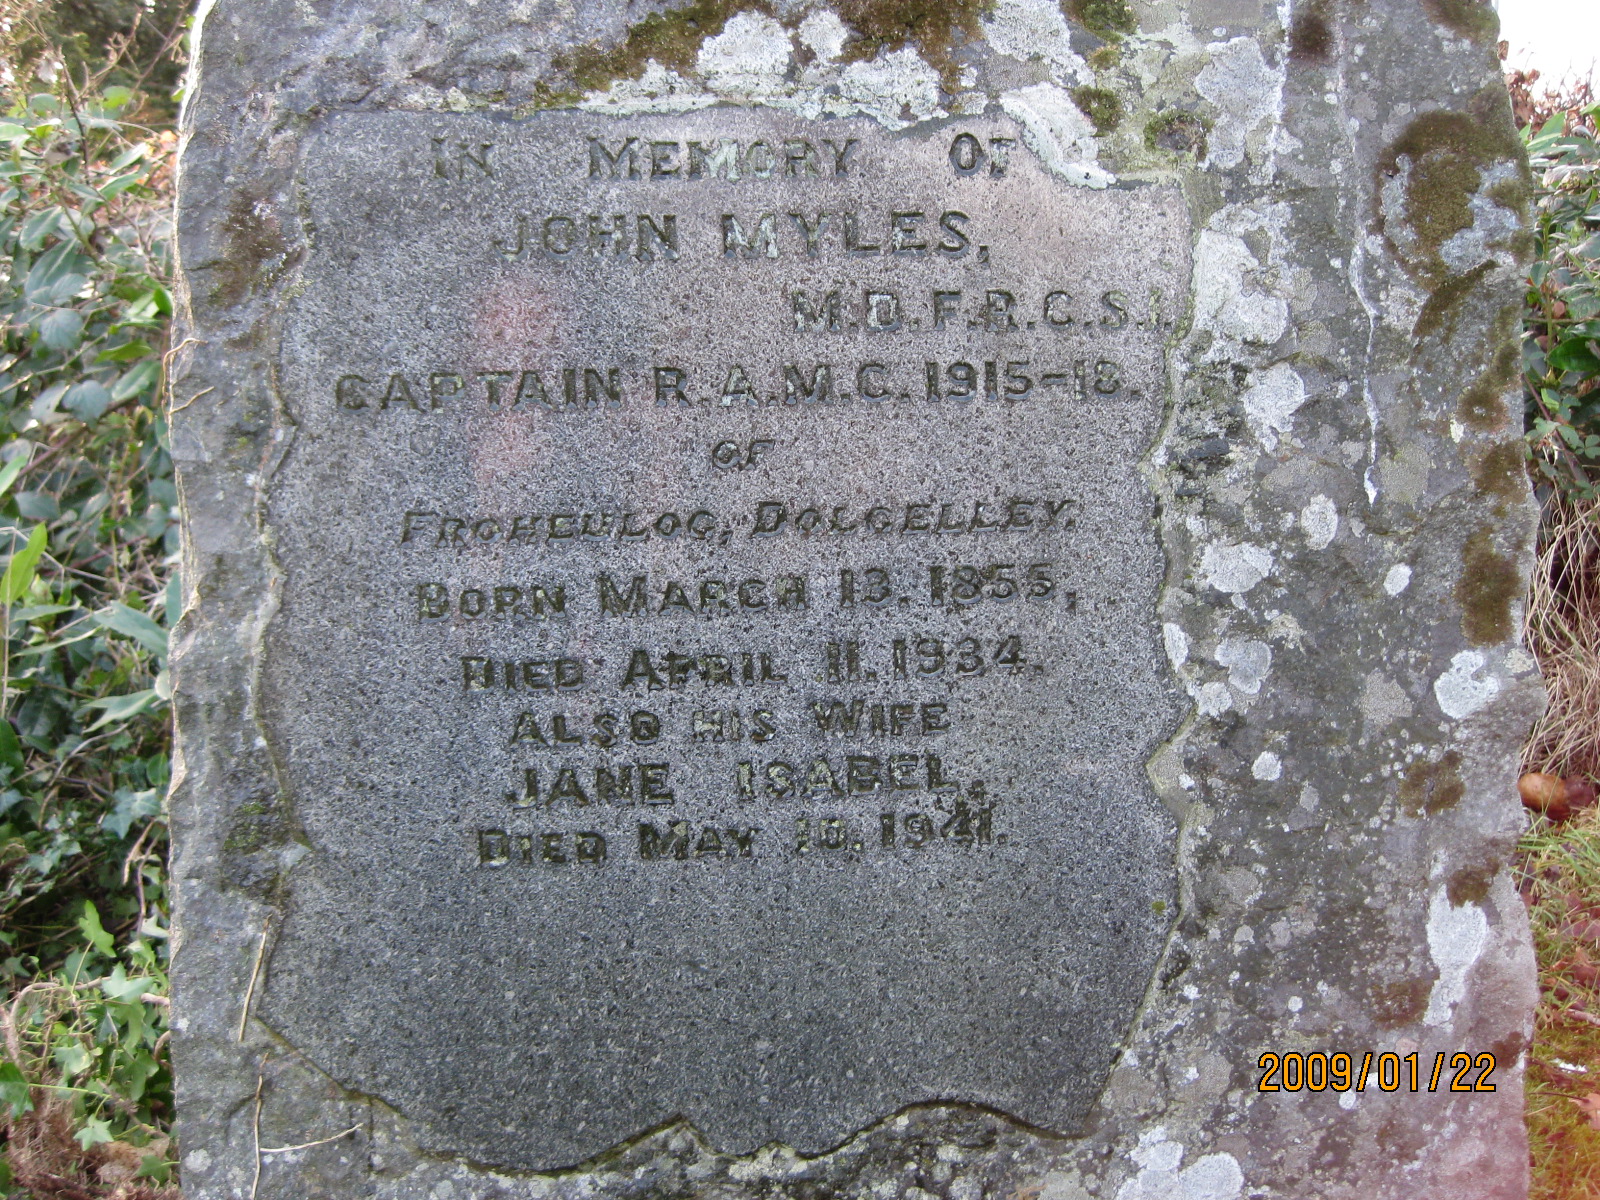 IN MEMORY OF
JOHN MYLES,
M.D.F.R.C.S.I.
CAPTAIN R.A.M.C. 1915-18.
OF
FROHEULOG, DOLGELLEY.
BORN MARCH 13. 1855,
DIED APRIL 11. 1934.
ALSO HIS WIFE
JANE ISABEL.
DIED MAY 10. 1941.
2009/01/22